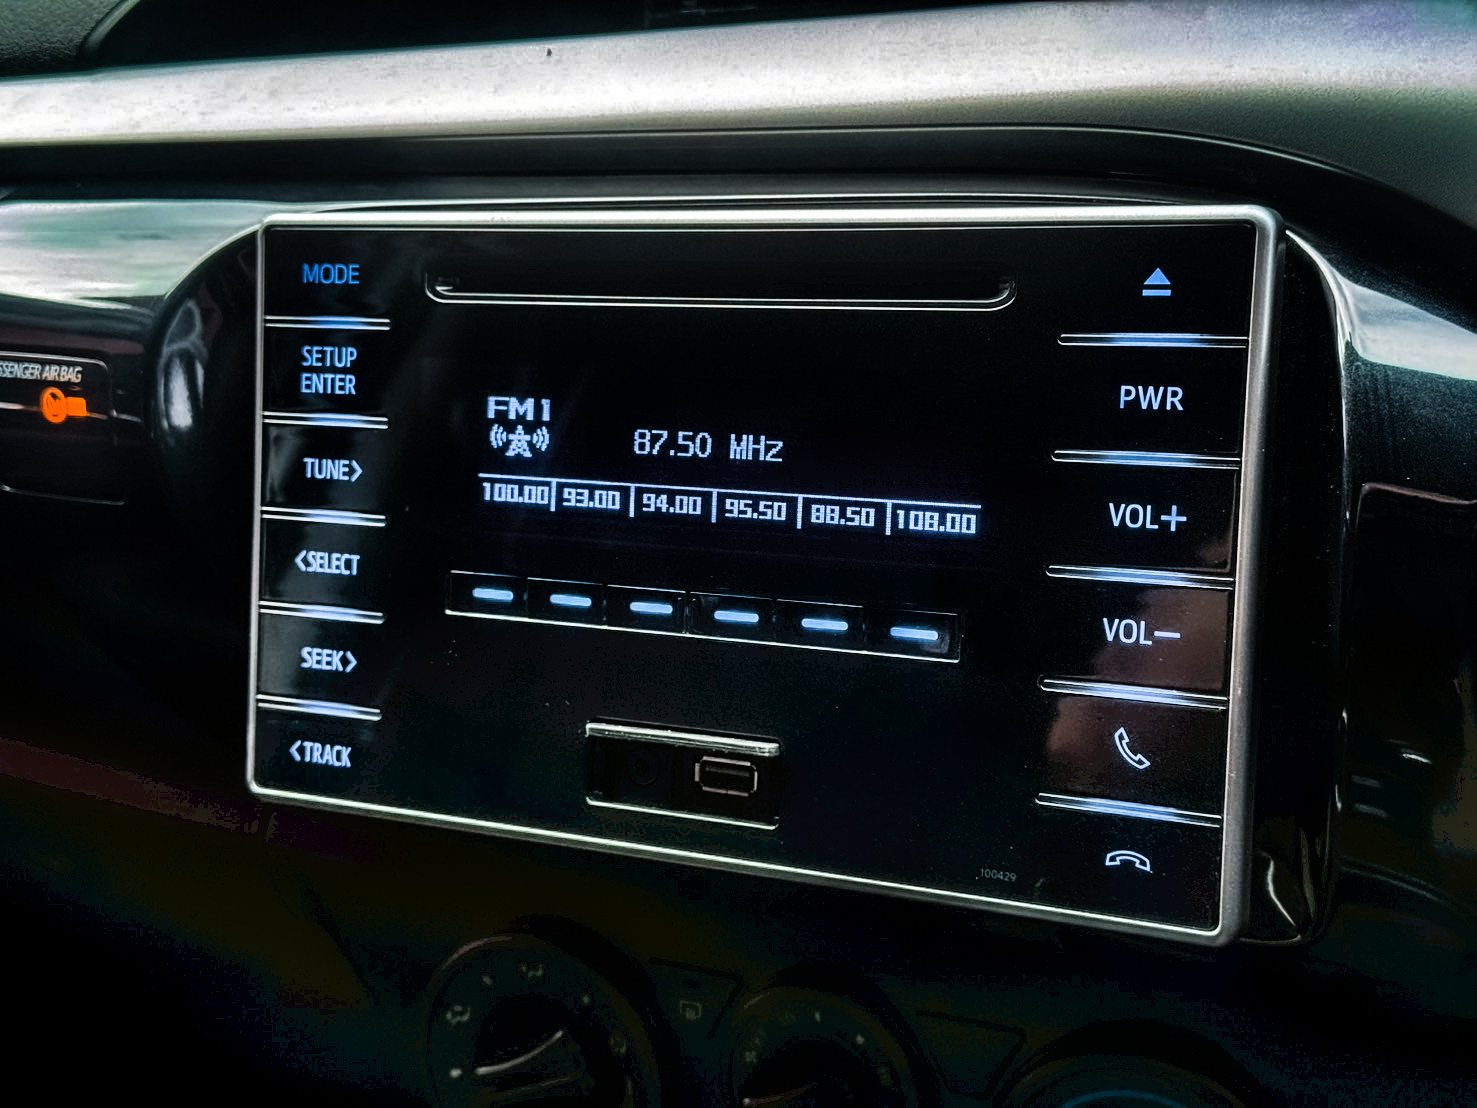 SSENGER AIR BAG
MODE
SETUP
ENTER
TUNE>
<SELECT
SEEK>
<TRACK
FM1
87.50 MHz
100.00 93.00 94.00 95.50 88.50 108.00
PWR
VOL+
VOL−
100429